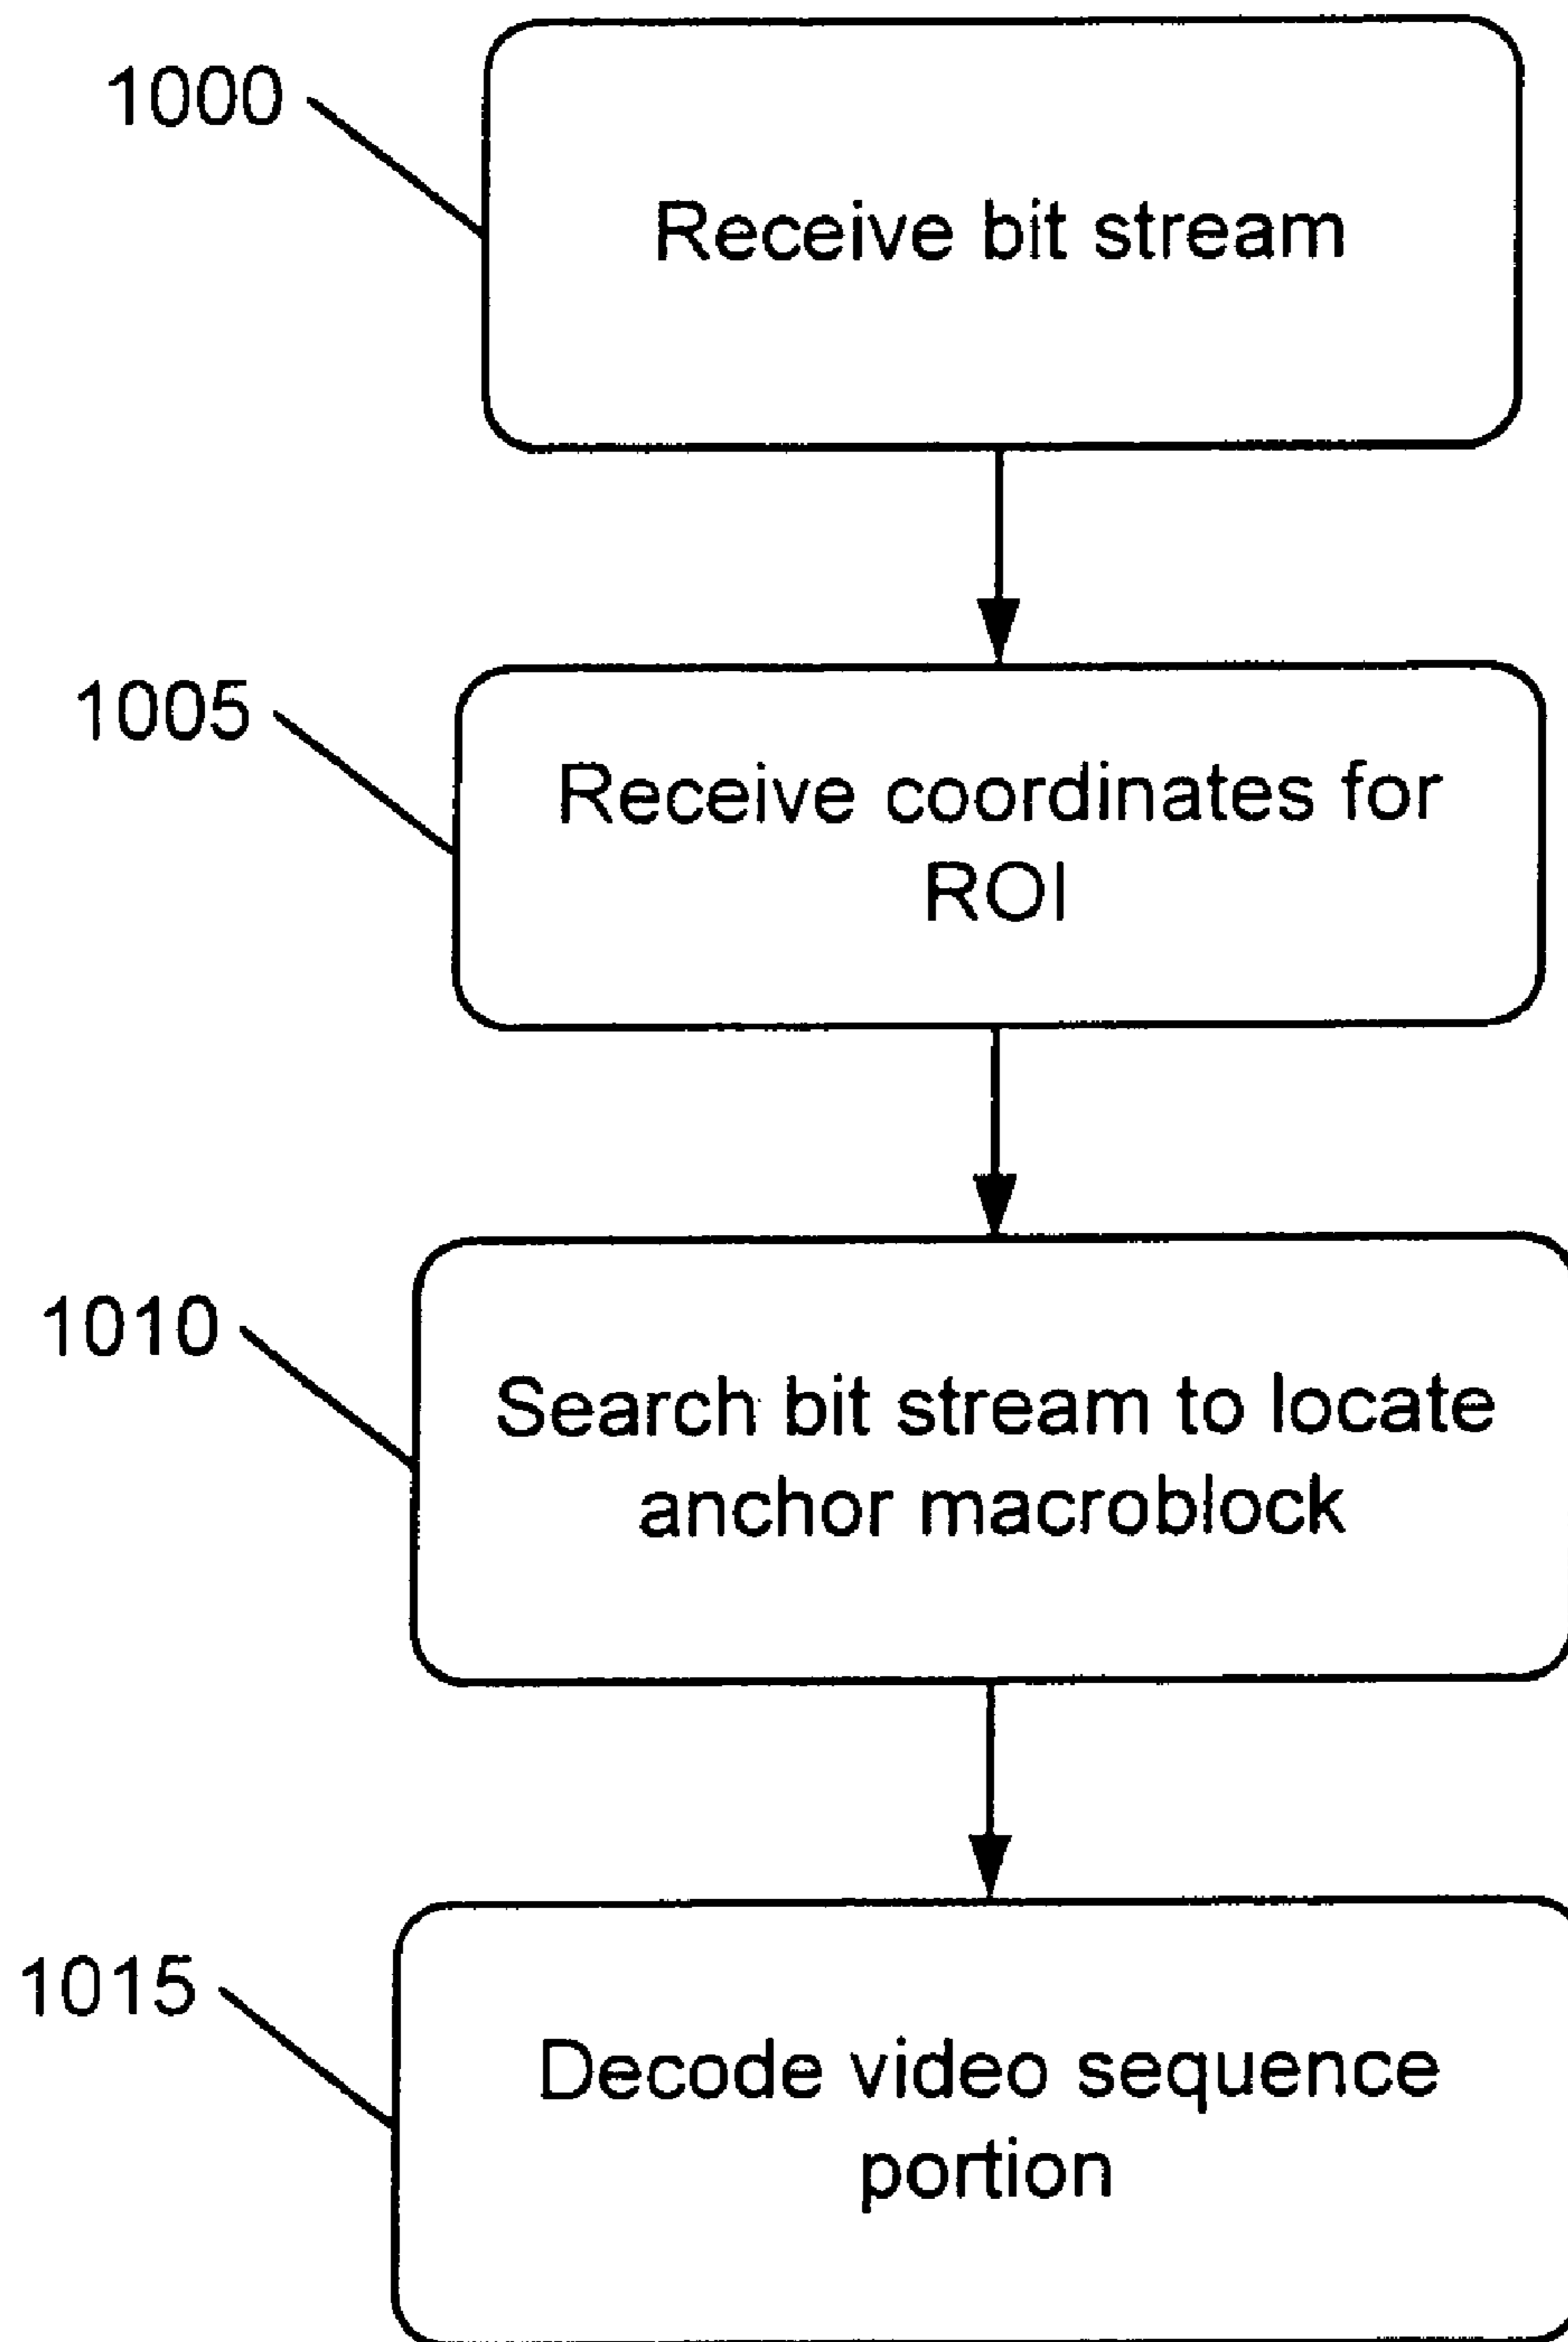 1000
Receive bit stream
1005
Receive coordinates for
ROI
1010
Search bit stream to locate
anchor macroblock
1015
Decode video sequence
portion